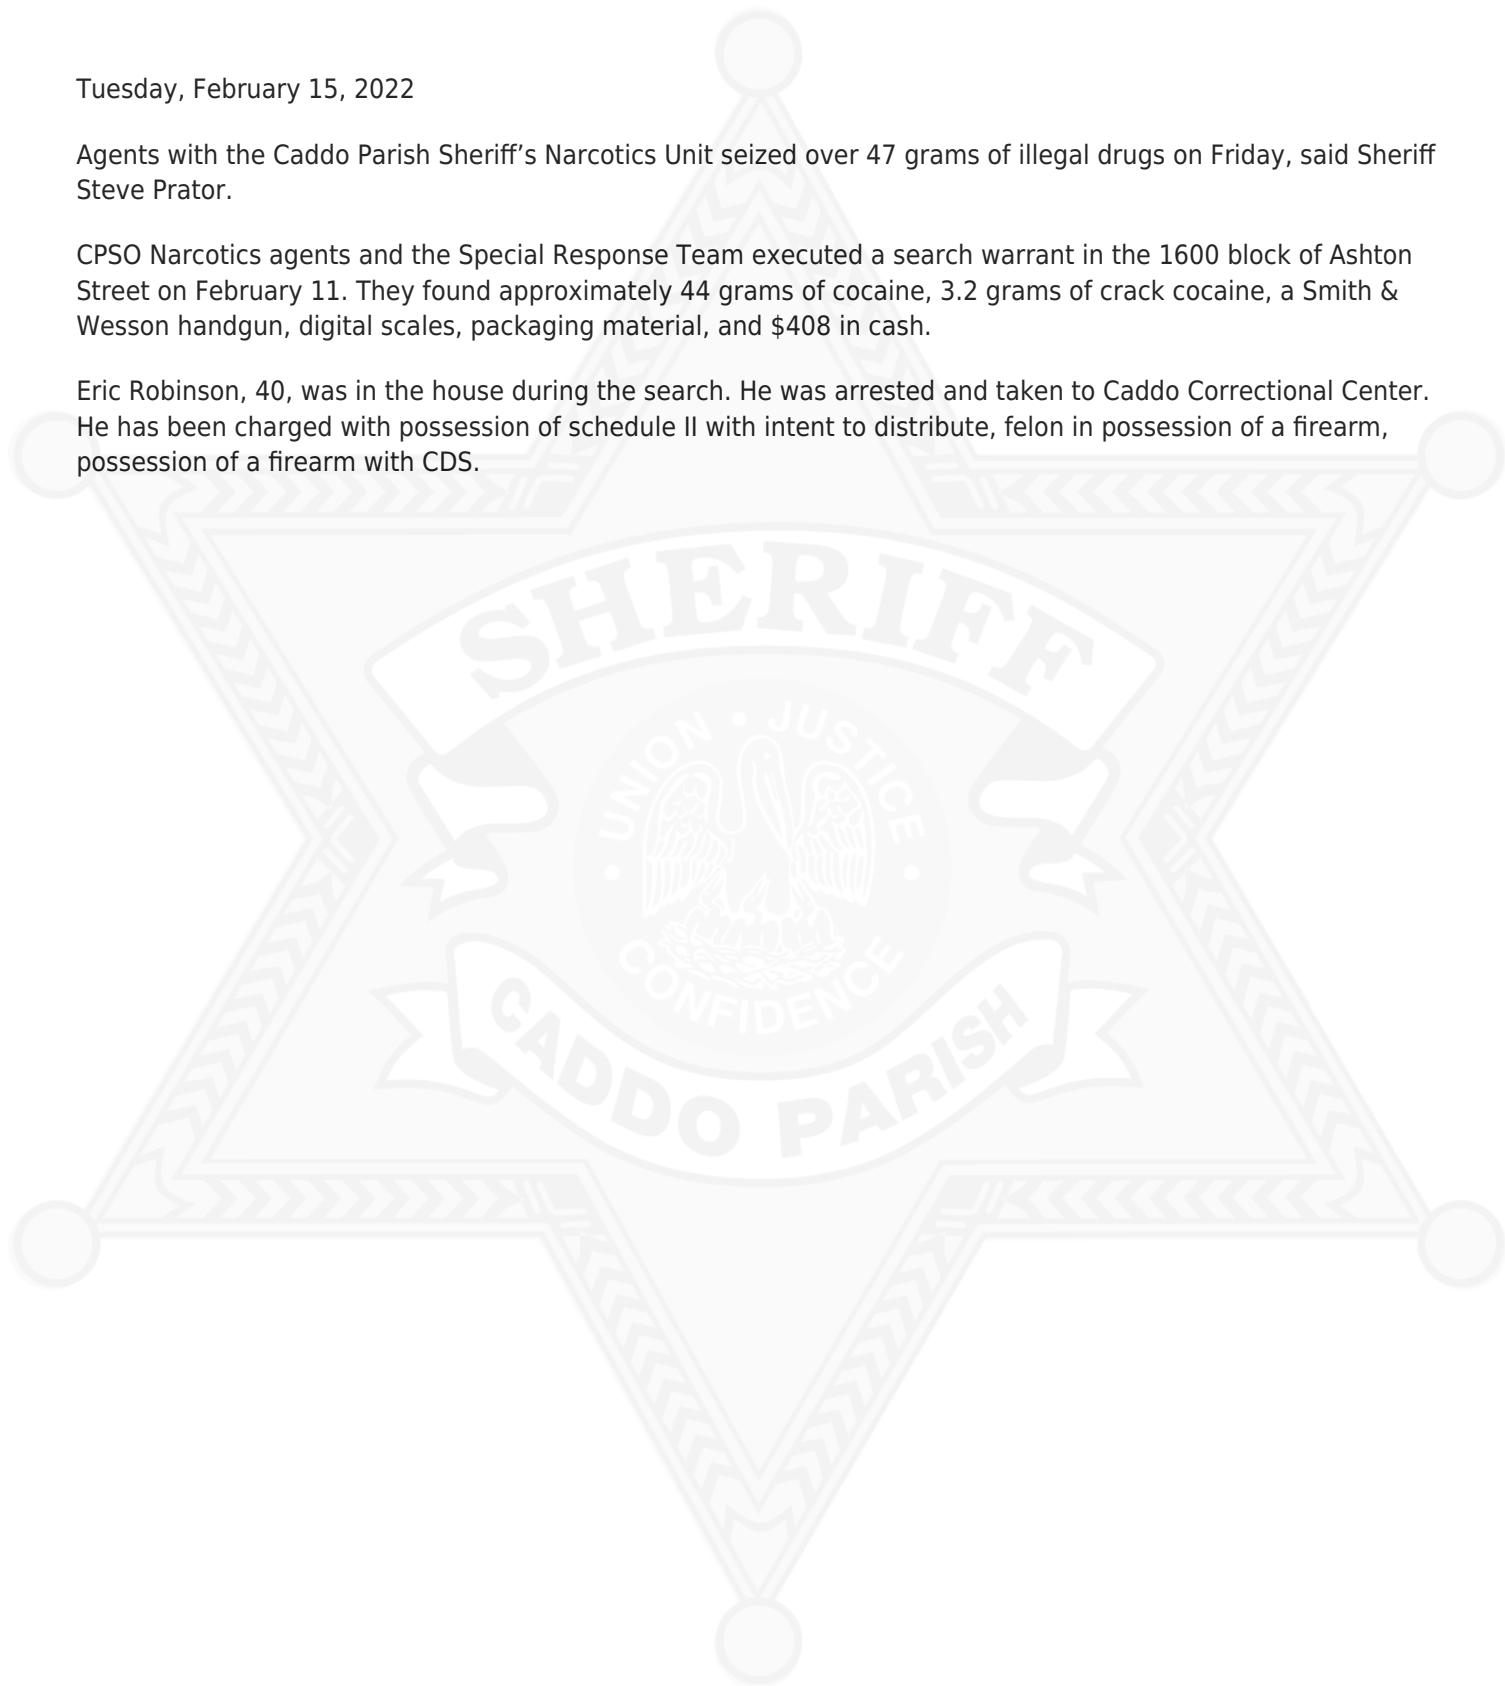 Tuesday, February 15, 2022
Agents with the Caddo Parish Sheriff’s Narcotics Unit seized over 47 grams of illegal drugs on Friday, said Sheriff
Steve Prator.
CPSO Narcotics agents and the Special Response Team executed a search warrant in the 1600 block of Ashton
Street on February 11. They found approximately 44 grams of cocaine, 3.2 grams of crack cocaine, a Smith &
Wesson handgun, digital scales, packaging material, and $408 in cash.
Eric Robinson, 40, was in the house during the search. He was arrested and taken to Caddo Correctional Center.
He has been charged with possession of schedule II with intent to distribute, felon in possession of a firearm,
possession of a firearm with CDS.
SHERIFF
UNION • JUSTICE
• CONFIDENCE •
CADDO PARISH